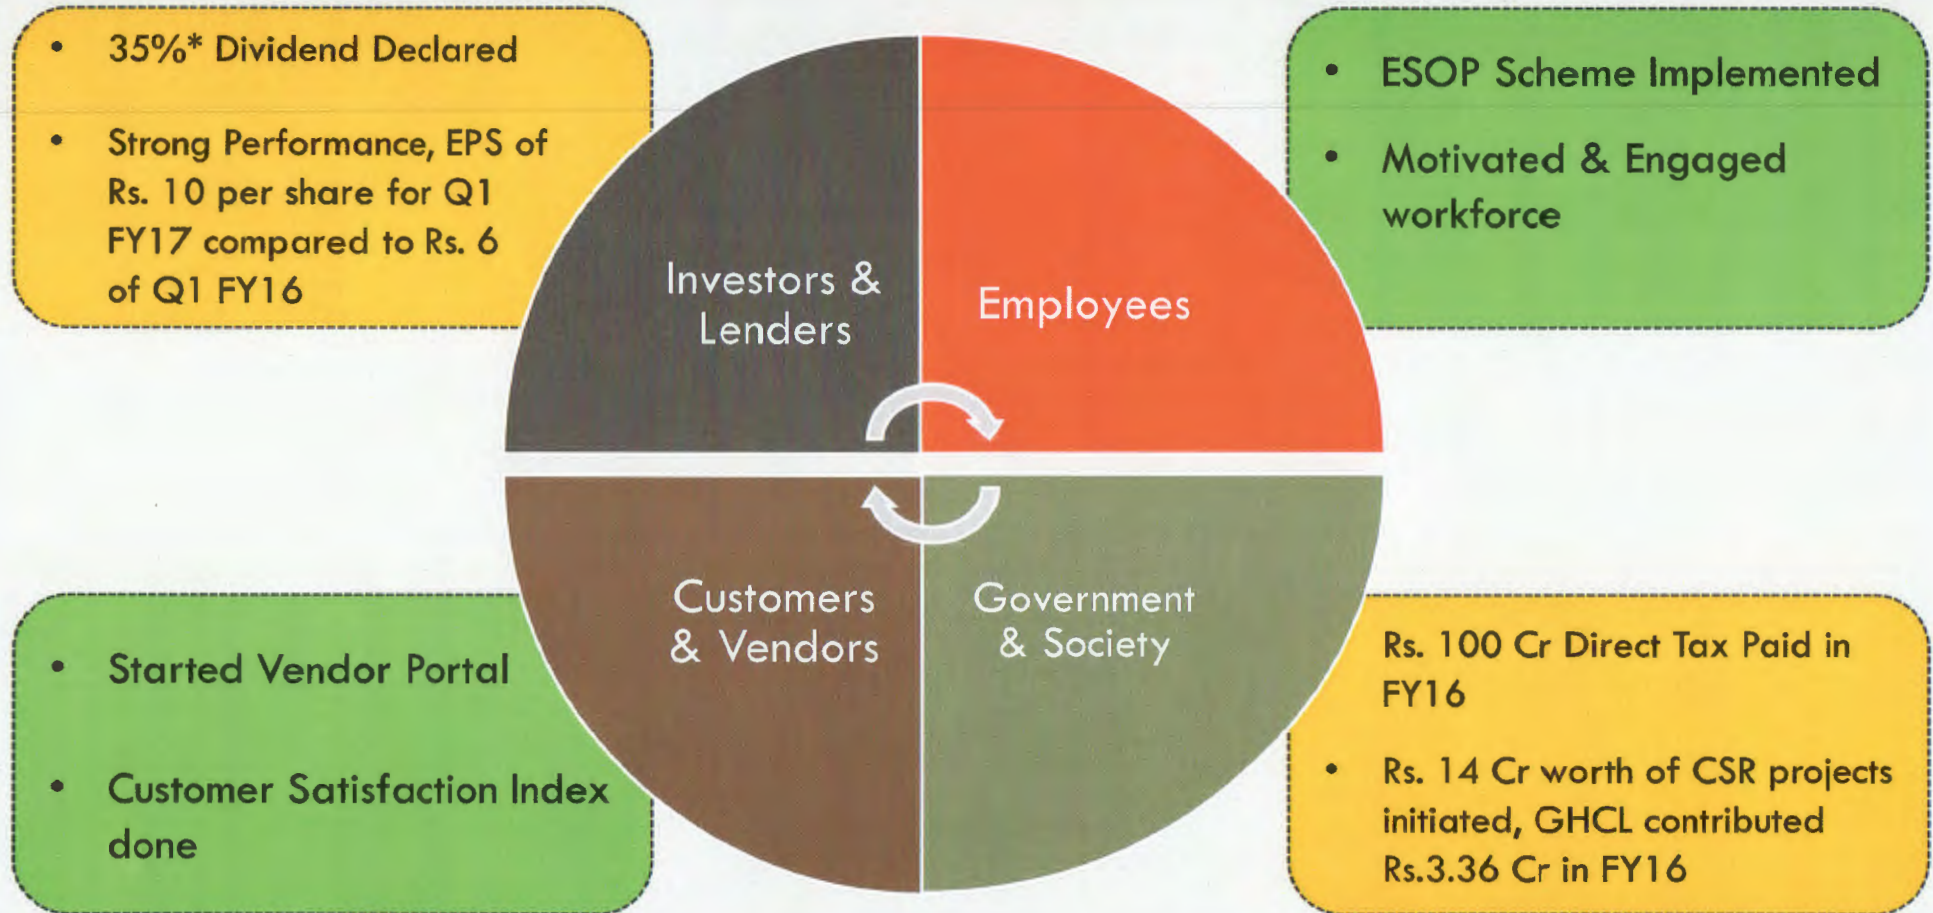 • 35%* Dividend Declared
• Strong Performance, EPS of
Rs. 10 per share for Q1
FY17 compared to Rs. 6
of Q1 FY16
Investors &
Lenders
Employees
• ESOP Scheme Implemented
• Motivated & Engaged
workforce
• Started Vendor Portal
• Customer Satisfaction Index
done
Customers
& Vendors
Government
& Society
Rs. 100 Cr Direct Tax Paid in
FY16
• Rs. 14 Cr worth of CSR projects
initiated, GHCL contributed
Rs.3.36 Cr in FY16